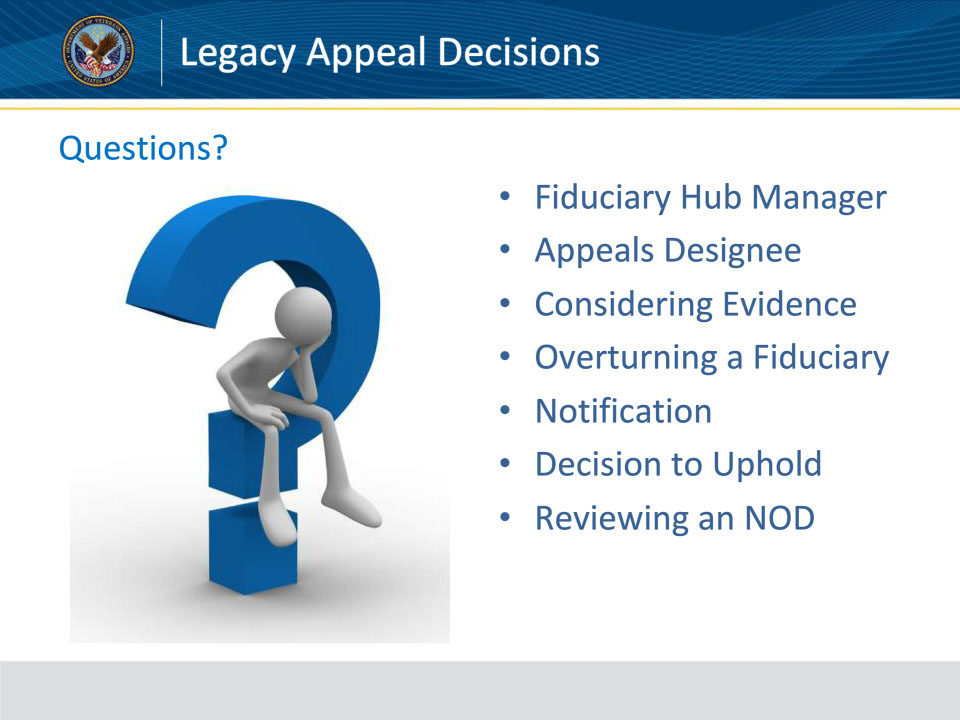 DEPARTMENT OF VETERANS AFFAIRS
UNITED STATES OF AMERICA
Legacy Appeal Decisions
Questions?
• Fiduciary Hub Manager
• Appeals Designee
• Considering Evidence
• Overturning a Fiduciary
• Notification
• Decision to Uphold
• Reviewing an NOD